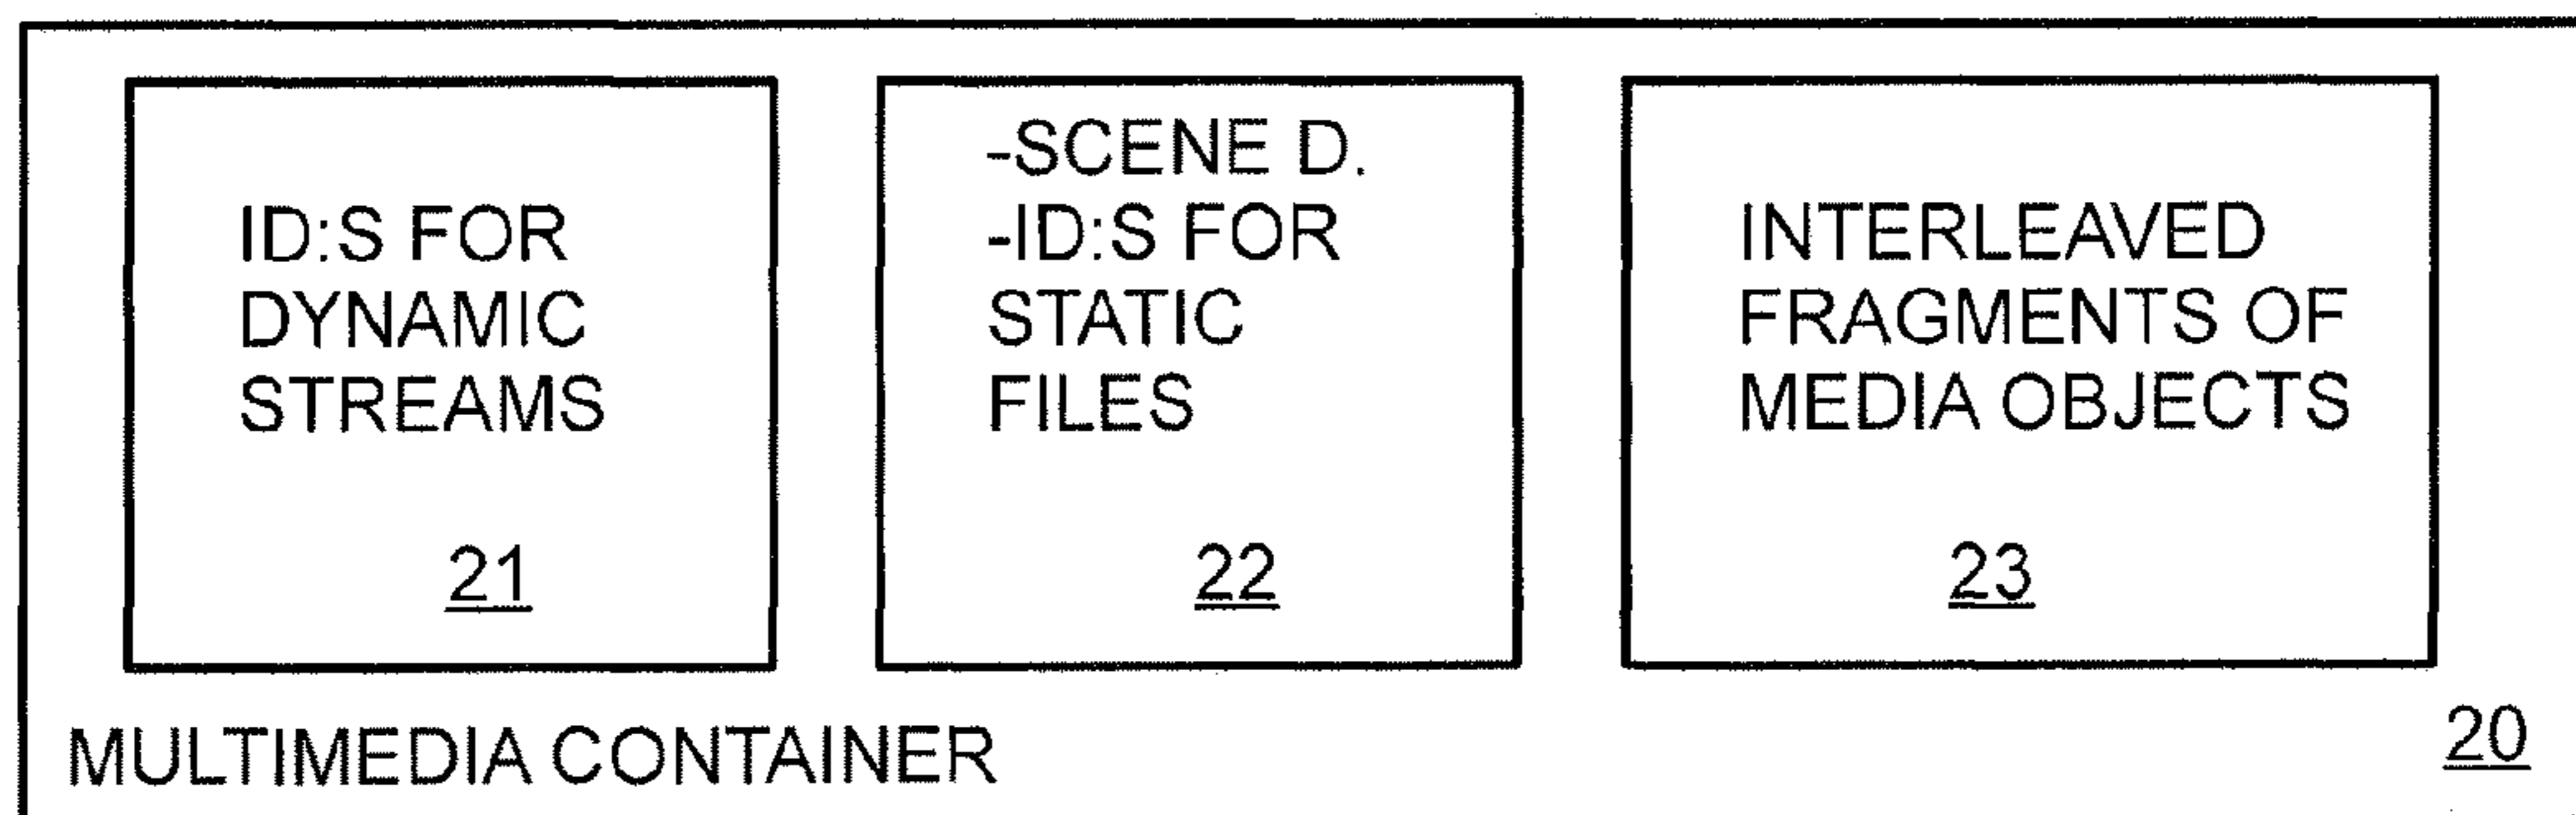 ID:S FOR
DYNAMIC
STREAMS
21
-SCENE D.
-ID:S FOR
STATIC
FILES
22
INTERLEAVED
FRAGMENTS OF
MEDIA OBJECTS
23
MULTIMEDIA CONTAINER
20